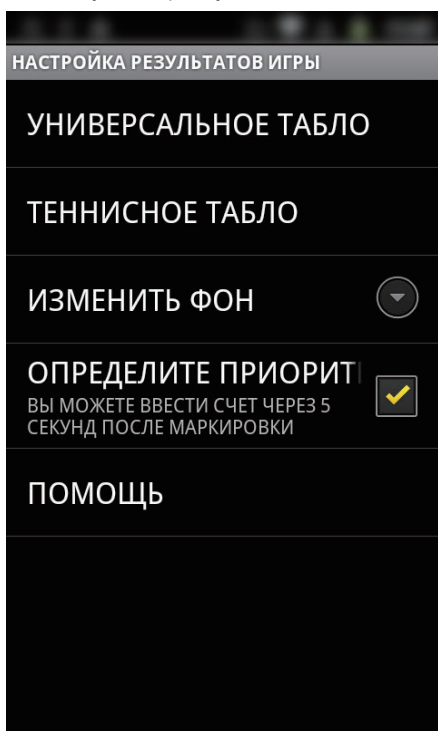 НАСТРОЙКА РЕЗУЛЬТАТОВ ИГРЫ
УНИВЕРСАЛЬНОЕ ТАБЛО
ТЕННИСНОЕ ТАБЛО
ИЗМЕНИТЬ ФОН
ОПРЕДЕЛИТЕ ПРИОРИТ
ВЫ МОЖЕТЕ ВВЕСТИ СЧЕТ ЧЕРЕЗ 5
СЕКУНД ПОСЛЕ МАРКИРОВКИ
ПОМОЩЬ